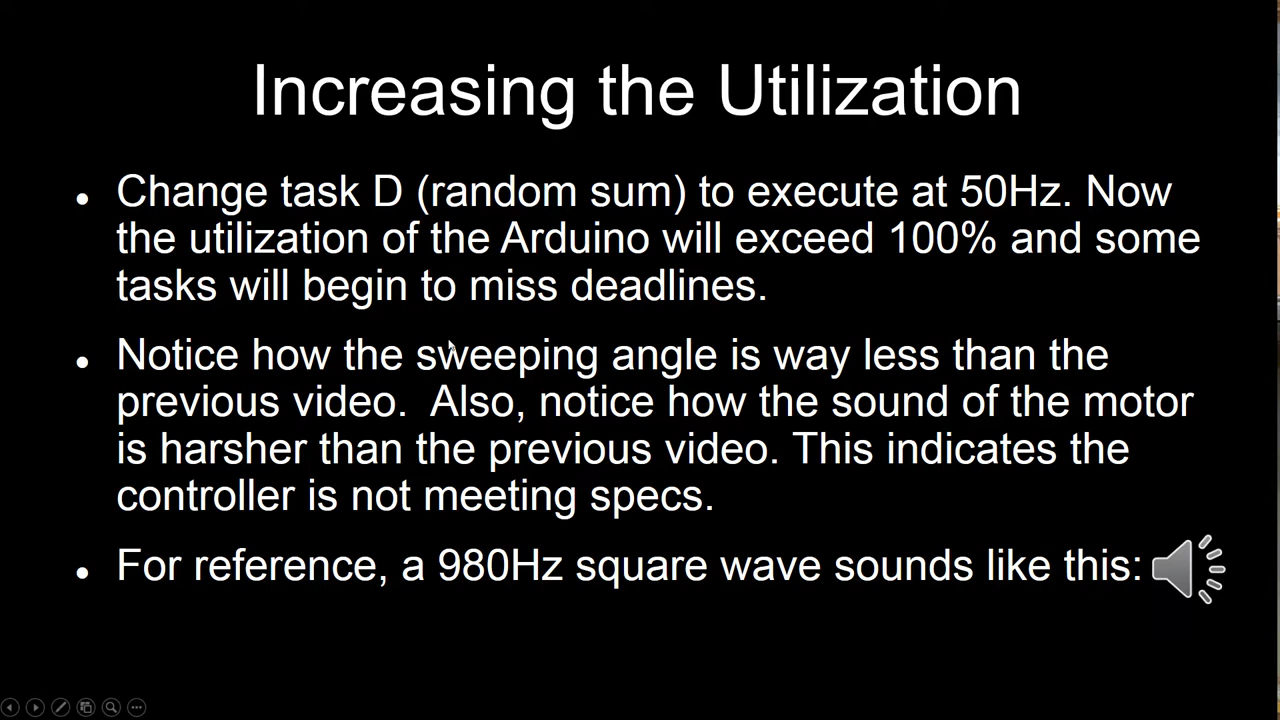 Increasing the Utilization
● Change task D (random sum) to execute at 50Hz. Now
the utilization of the Arduino will exceed 100% and some
tasks will begin to miss deadlines.
● Notice how the sweeping angle is way less than the
previous video.  Also, notice how the sound of the motor
is harsher than the previous video. This indicates the
controller is not meeting specs.
● For reference, a 980Hz square wave sounds like this: